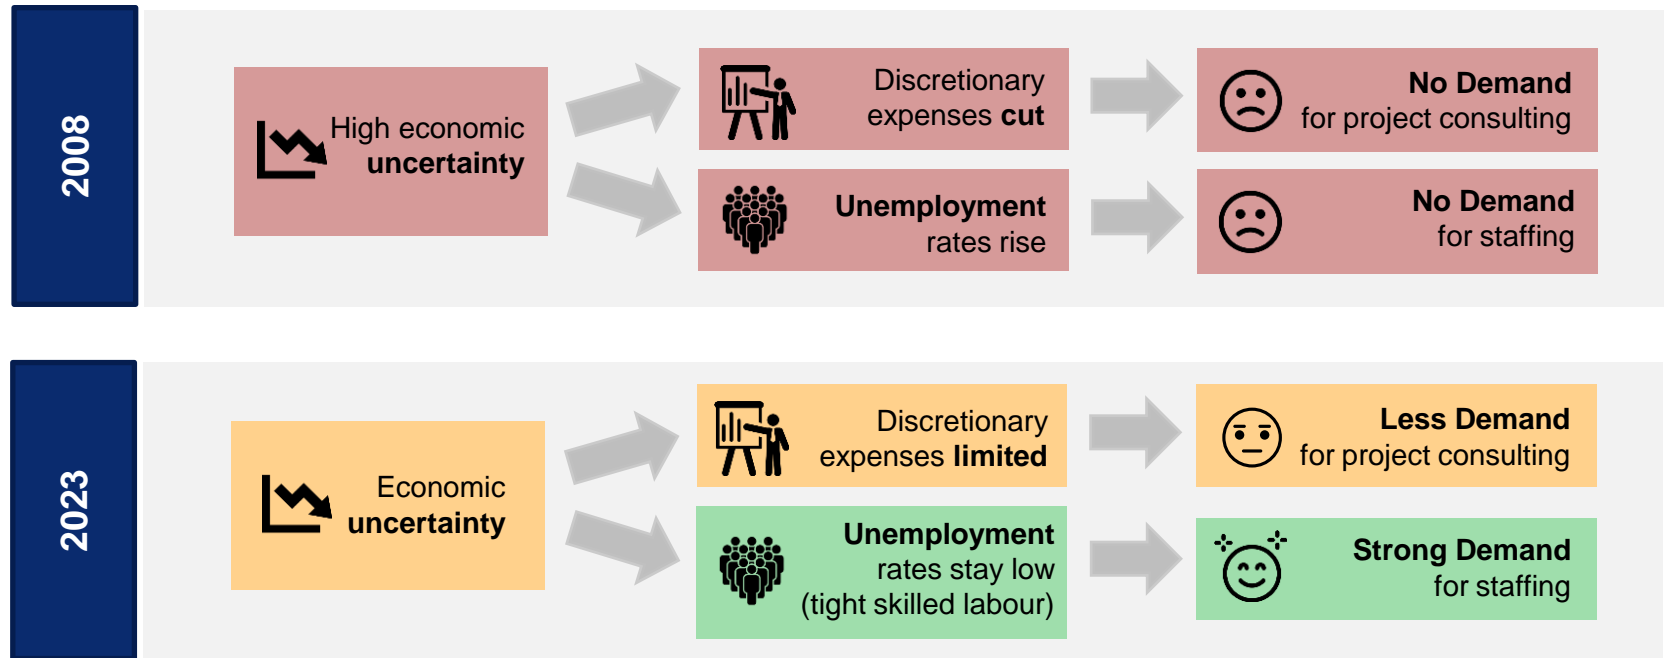 2008
High economic
uncertainty
Discretionary
expenses cut
No Demand
for project consulting
Unemployment
rates rise
No Demand
for staffing
2023
Economic
uncertainty
Discretionary
expenses limited
Less Demand
for project consulting
Unemployment
rates stay low
(tight skilled labour)
Strong Demand
for staffing